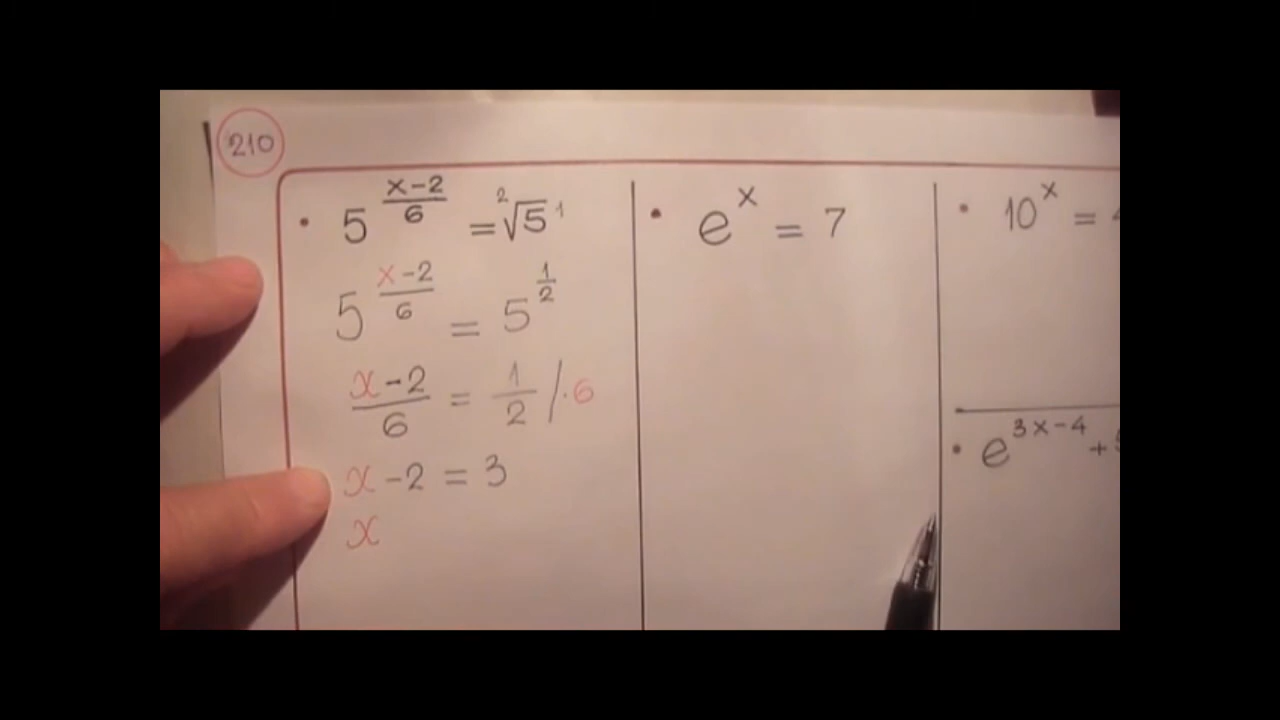 210
• 5^((x-2)/6) = ²√5¹
5^((x-2)/6) = 5^(1/2)
(x-2)/6 = 1/2 /·6
x-2 = 3
x
• e^x = 7
• 10^x =
• e^(3x-4) +